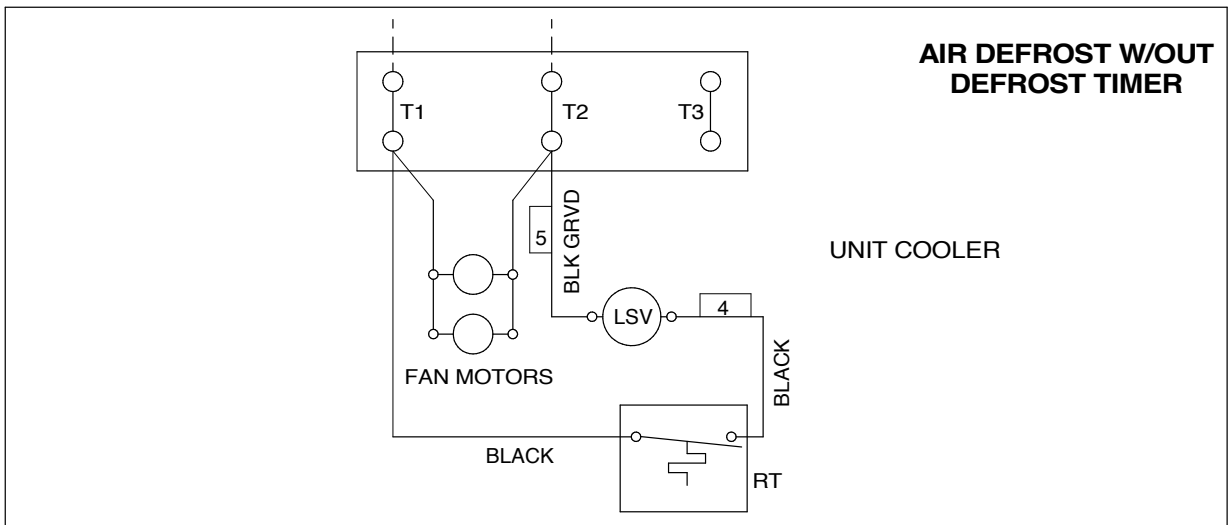 AIR DEFROST W/OUT
DEFROST TIMER
T1
T2
T3
5
BLK GRVD
UNIT COOLER
LSV
4
FAN MOTORS
BLACK
BLACK
RT